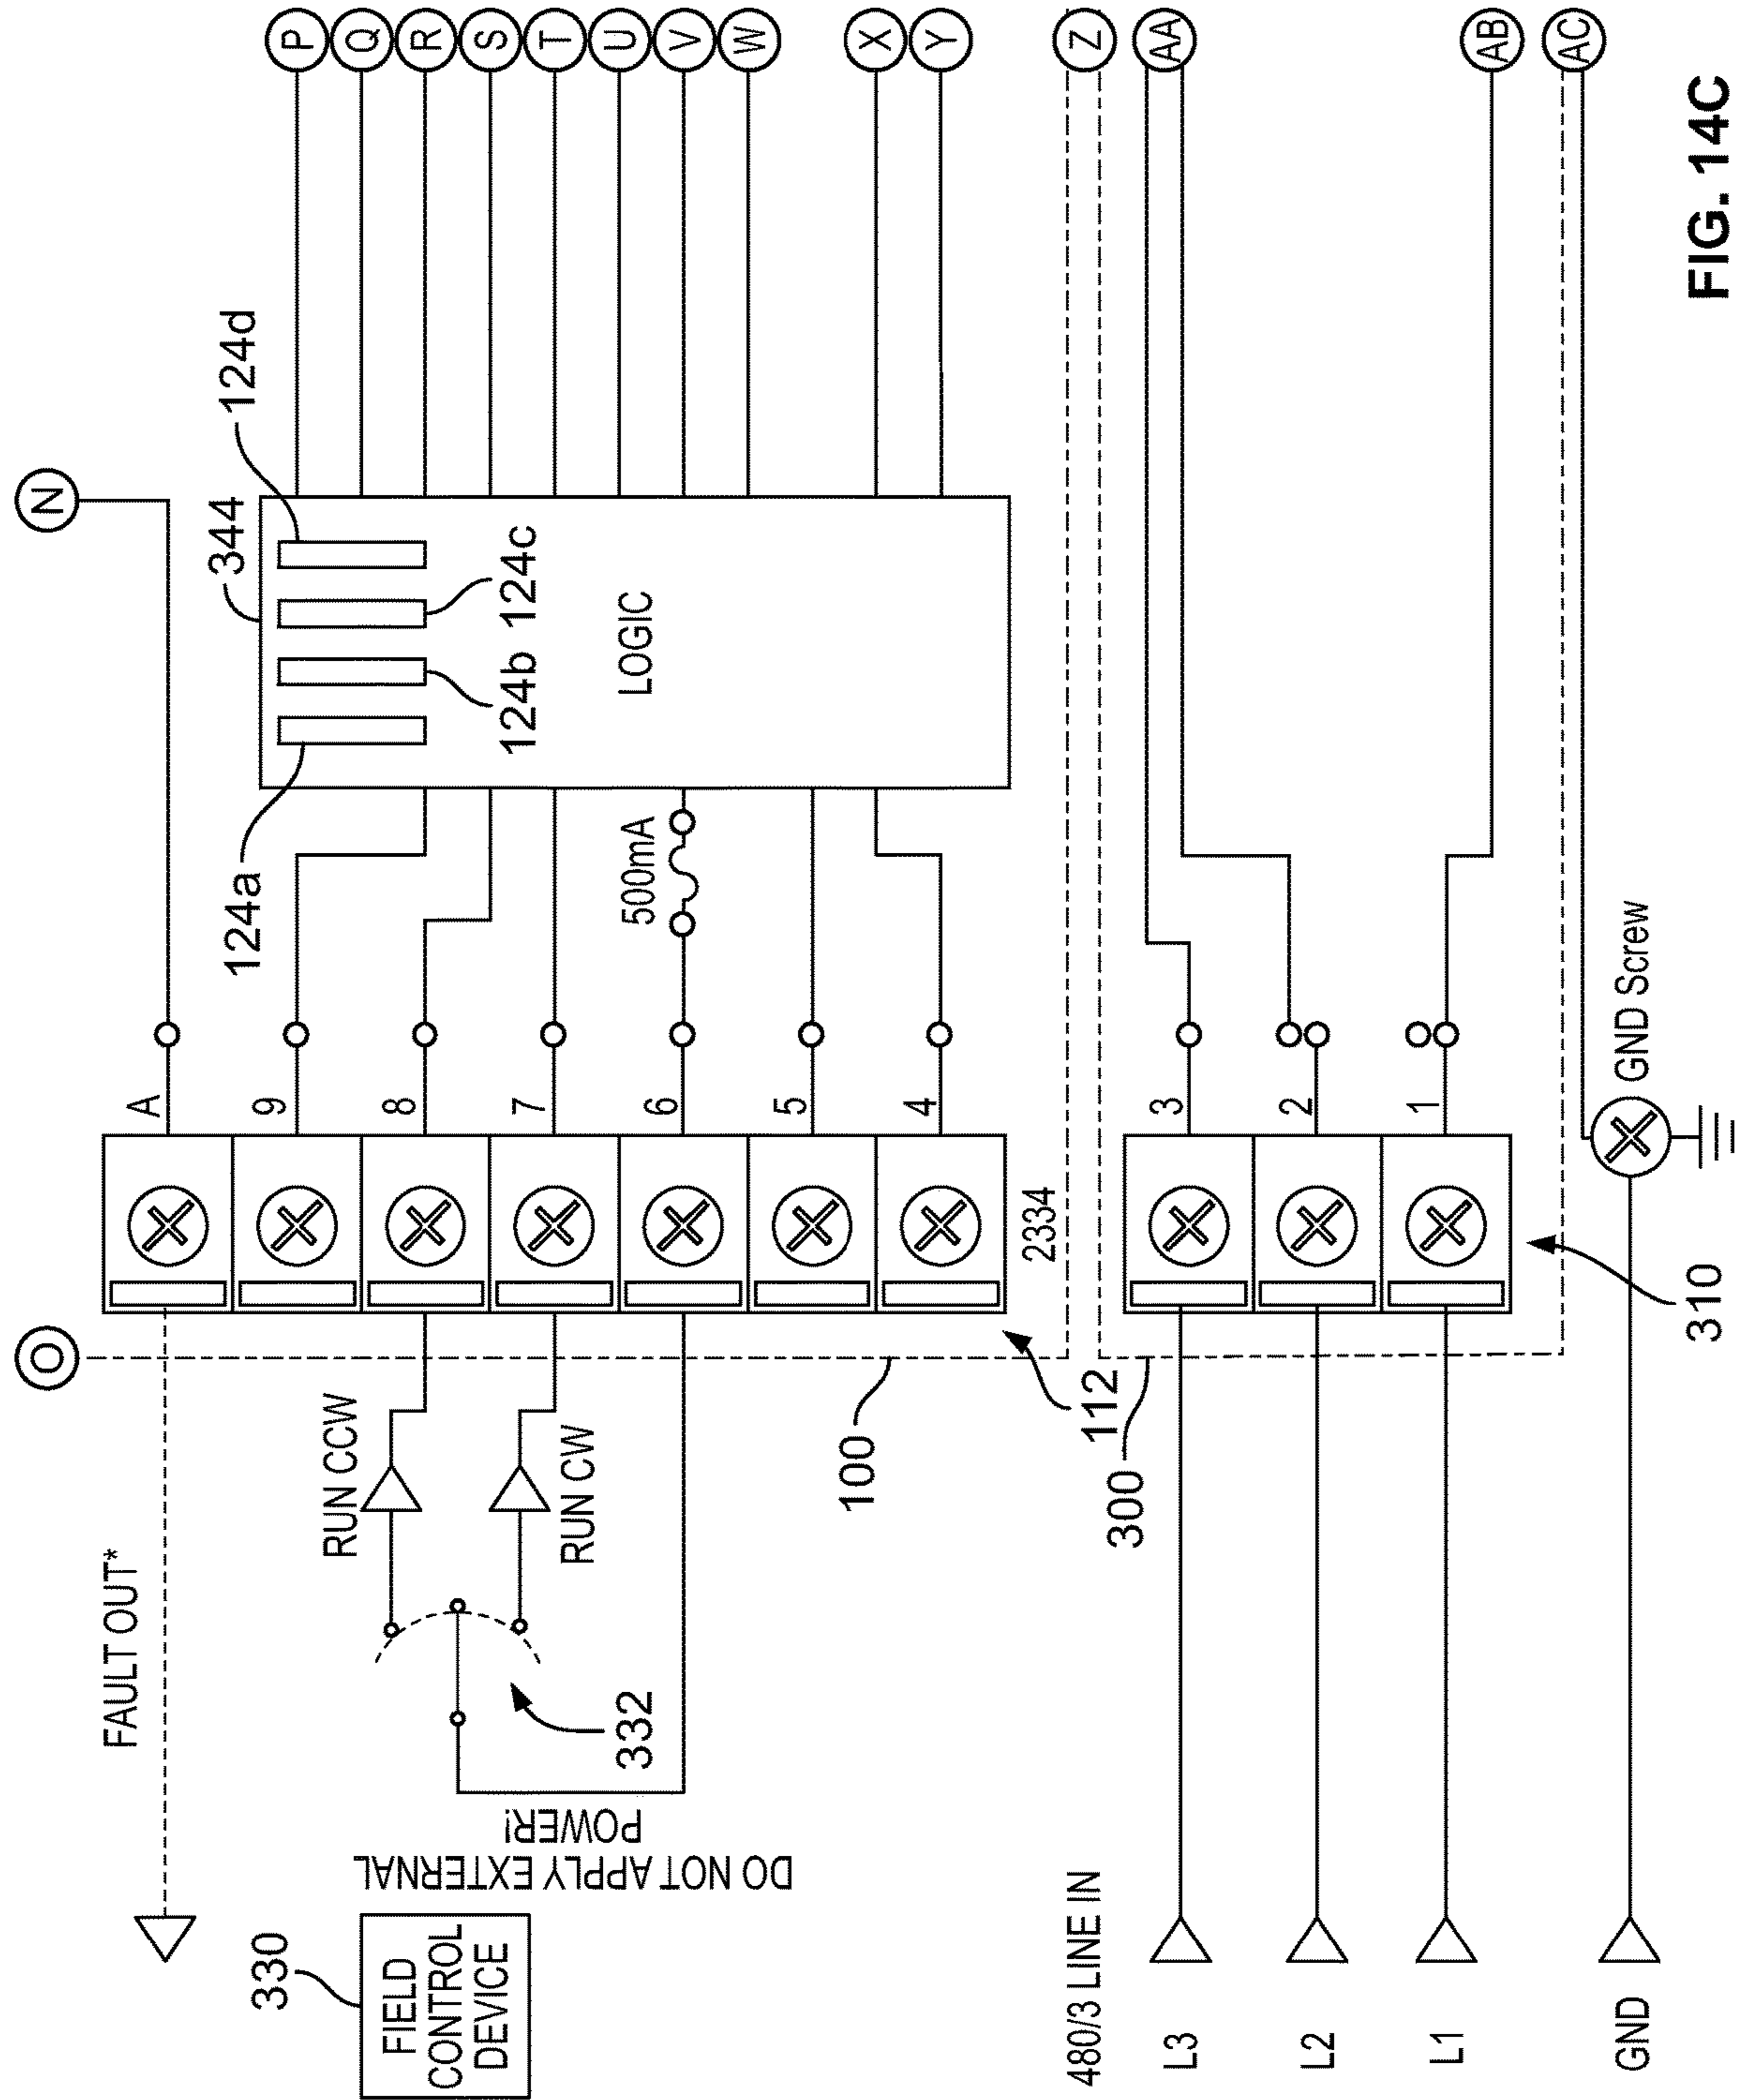 FIELD
CONTROL
DEVICE
330
FAULT OUT*
DO NOT APPLY EXTERNAL
POWER!
332
RUN CCW
RUN CW
O
100
112
A
9
8
7
6
5
4
2334
500mA
124a
124b
124c
124d
344
LOGIC
N
P
Q
R
S
T
U
V
W
X
Y
Z
AA
AB
AC
480/3 LINE IN
L3
L2
L1
GND
300
310
3
2
1
GND Screw
FIG. 14C